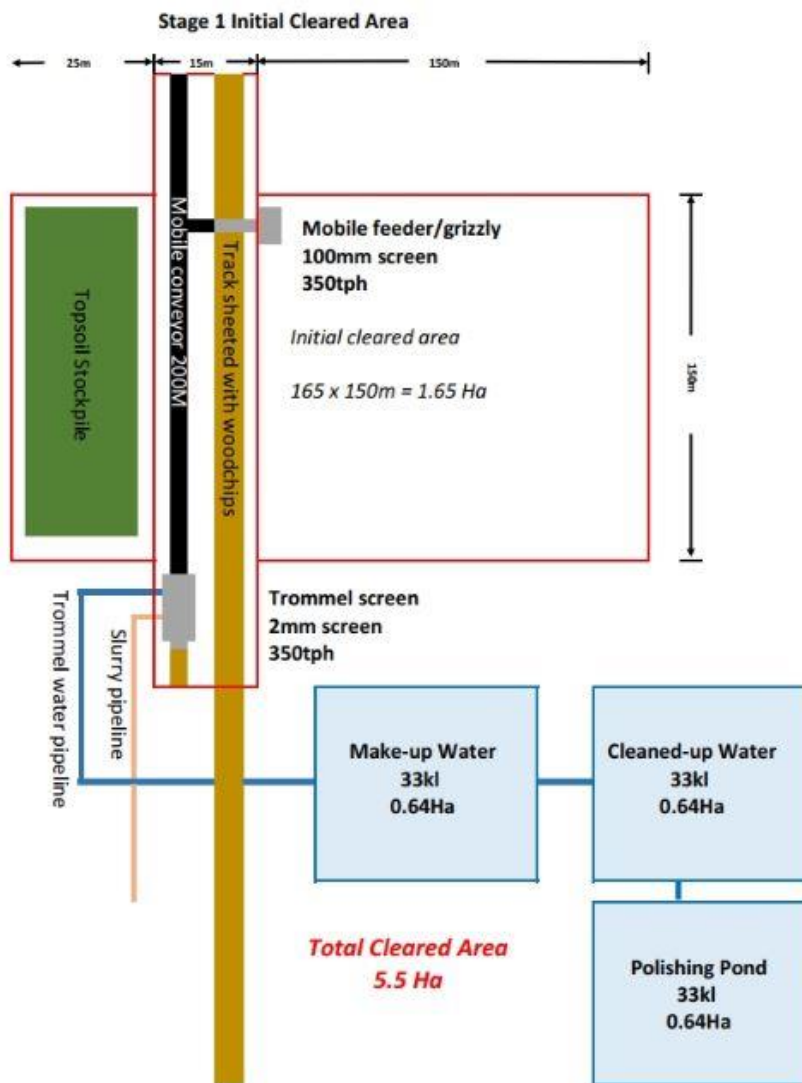 Stage 1 Initial Cleared Area
25m
15m
150m
Topsoil Stockpile
Mobile conveyor 200M
Track sheeted with woodchips
Mobile feeder/grizzly
100mm screen
350tph
Initial cleared area
165 x 150m = 1.65 Ha
150m
Trommel water pipeline
Slurry pipeline
Trommel screen
2mm screen
350tph
Make-up Water
33kl
0.64Ha
Cleaned-up Water
33kl
0.64Ha
Total Cleared Area
5.5 Ha
Polishing Pond
33kl
0.64Ha